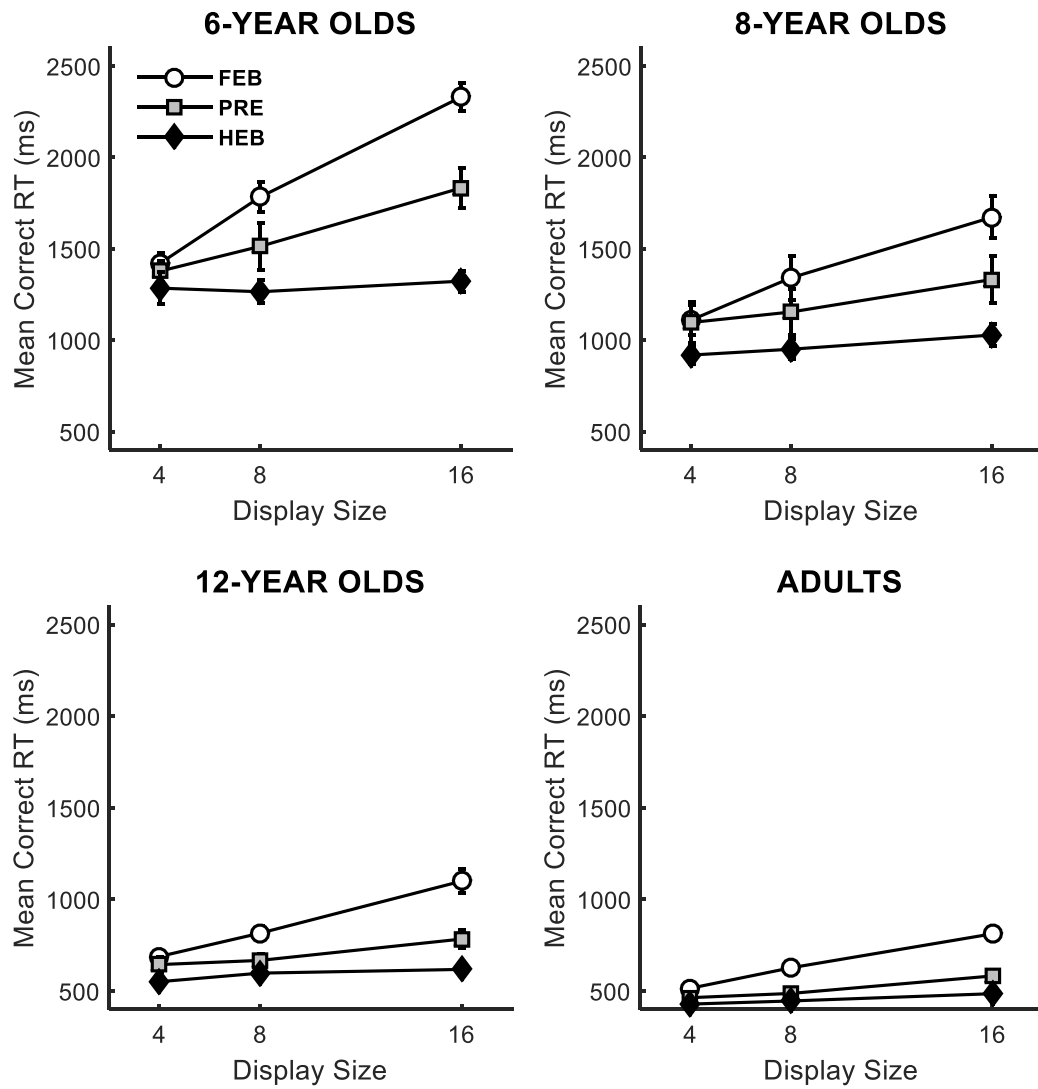 6-YEAR OLDS
FEB
PRE
HEB
2500
2000
1500
1000
500
Mean Correct RT (ms)
4 8 16
Display Size
8-YEAR OLDS
2500
2000
1500
1000
500
Mean Correct RT (ms)
4 8 16
Display Size
12-YEAR OLDS
2500
2000
1500
1000
500
Mean Correct RT (ms)
4 8 16
Display Size
ADULTS
2500
2000
1500
1000
500
Mean Correct RT (ms)
4 8 16
Display Size